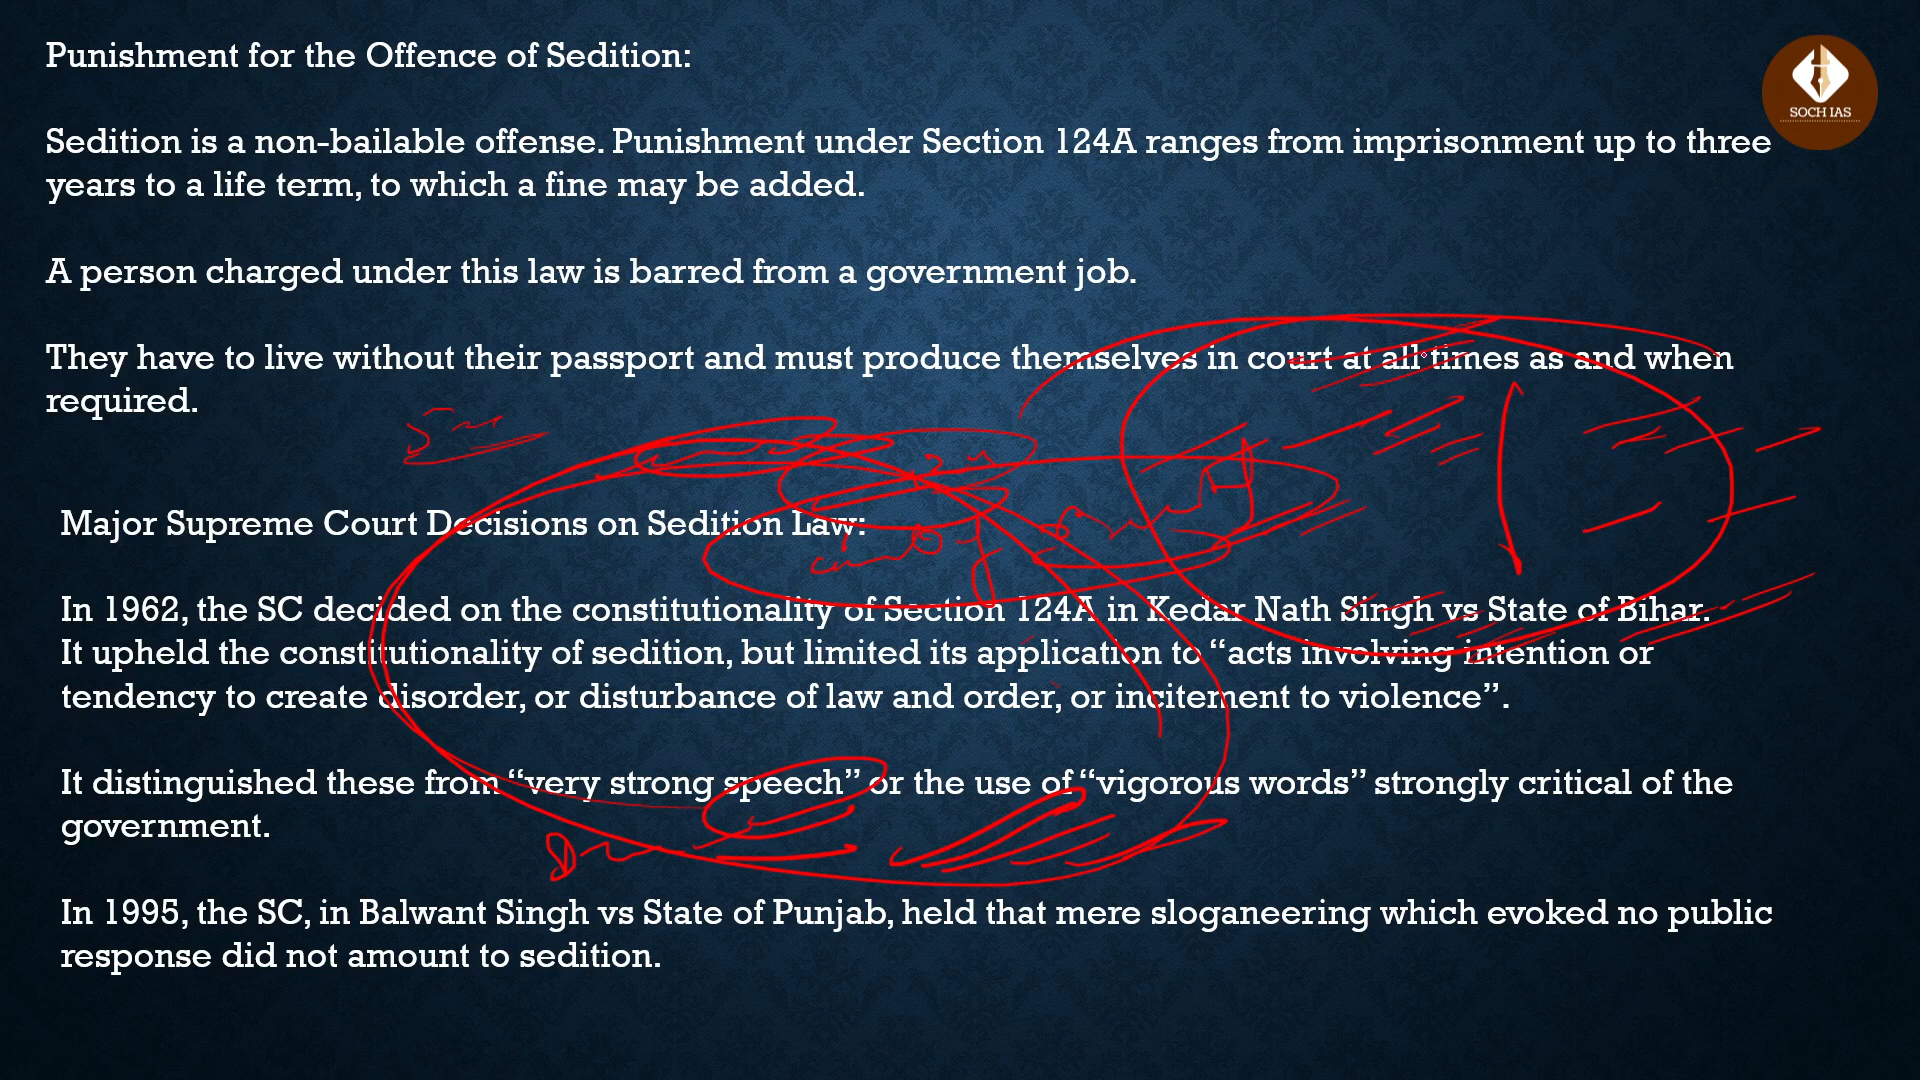 Punishment for the Offence of Sedition:
SOCH IAS
Sedition is a non-bailable offense. Punishment under Section 124A ranges from imprisonment up to three
years to a life term, to which a fine may be added.
A person charged under this law is barred from a government job.
They have to live without their passport and must produce themselves in court at all times as and when
required.
Major Supreme Court Decisions on Sedition Law:
In 1962, the SC decided on the constitutionality of Section 124A in Kedar Nath Singh vs State of Bihar.
It upheld the constitutionality of sedition, but limited its application to “acts involving intention or
tendency to create disorder, or disturbance of law and order, or incitement to violence”.
It distinguished these from “very strong speech” or the use of “vigorous words” strongly critical of the
government.
In 1995, the SC, in Balwant Singh vs State of Punjab, held that mere sloganeering which evoked no public
response did not amount to sedition.